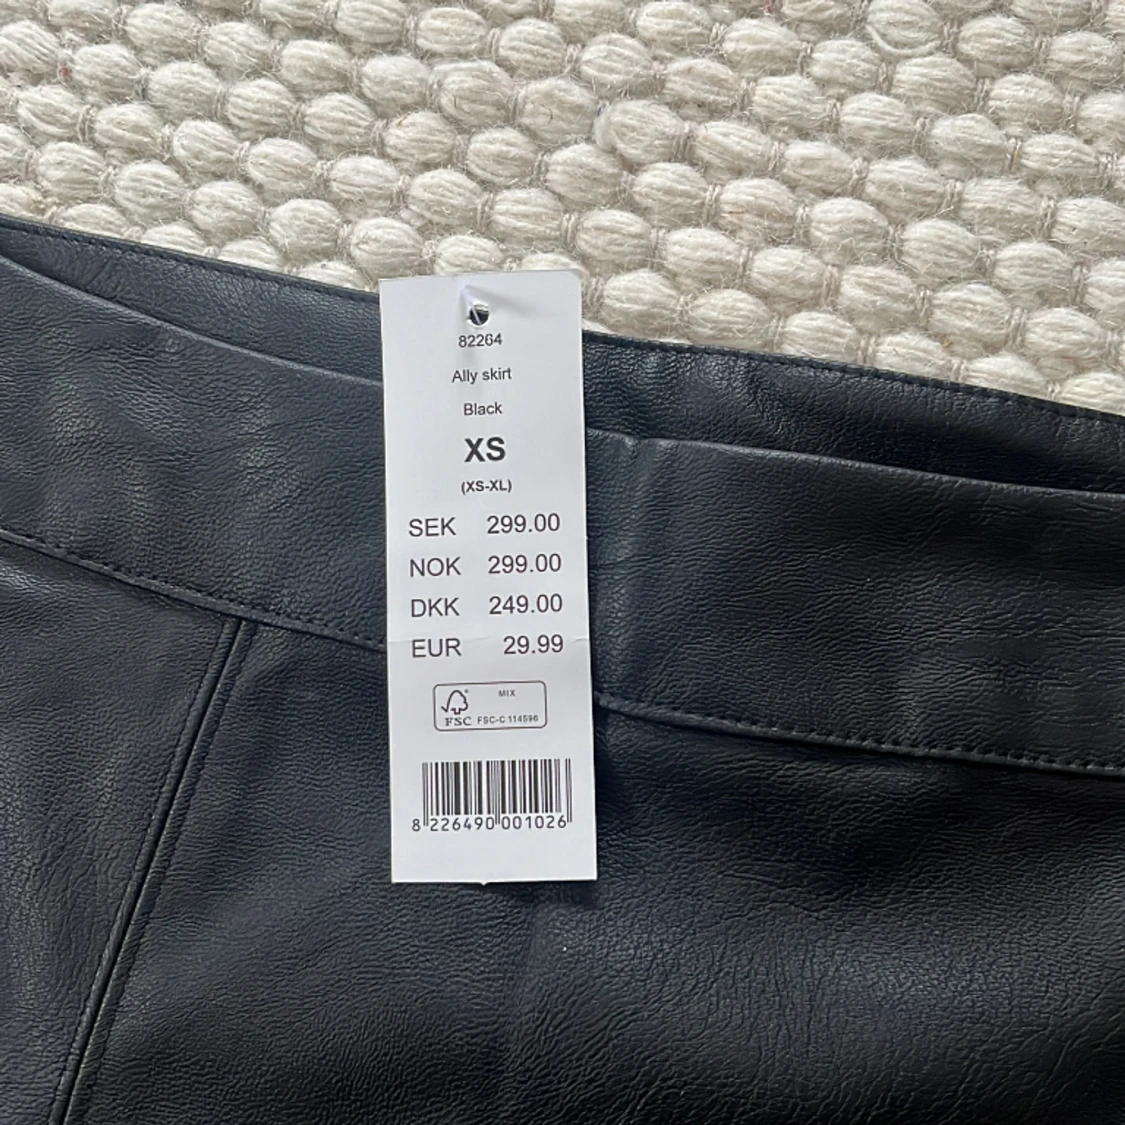 82264
Ally skirt
Black
XS
(XS-XL)
SEK 299.00
NOK 299.00
DKK 249.00
EUR 29.99
MIX
FSC FSC-C 114596
8 226490 001026